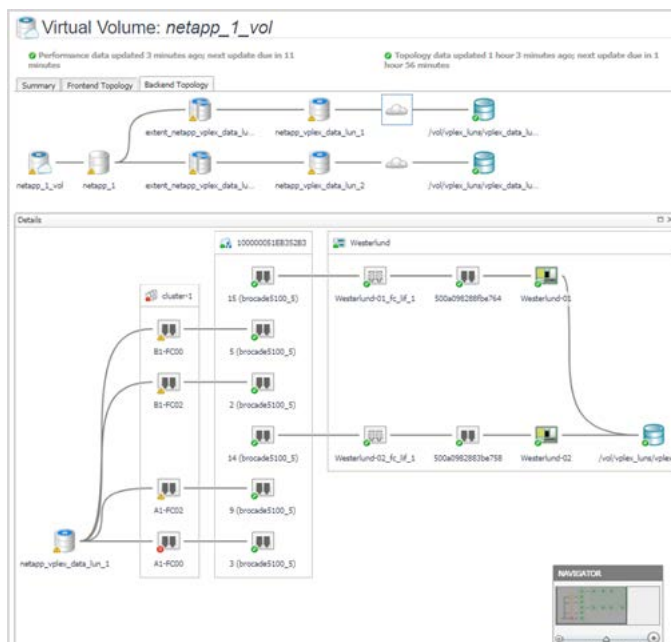 Virtual Volume: netapp_1_vol
Performance data updated 3 minutes ago; next update due in 11
minutes
Topology data updated 1 hour 3 minutes ago; next update due in 1
hour 56 minutes
Summary
Frontend Topology
Backend Topology
extent_netapp_vplex_data_lu...
netapp_vplex_data_lun_1
/vol/vplex_luns/vplex_data_lu...
netapp_1_vol
netapp_1
extent_netapp_vplex_data_lu...
netapp_vplex_data_lun_2
/vol/vplex_luns/vplex_data_lu...
Details
100000051EB352B3
Westerlund
cluster-1
15 (brocade5100_5)
Westerlund-01_fc_lif_1
500a098288fbe764
Westerlund-01
B1-FC00
5 (brocade5100_5)
B1-FC02
2 (brocade5100_5)
14 (brocade5100_5)
Westerlund-02_fc_lif_1
500a0982883be758
Westerlund-02
/vol/vplex_luns/vplex
A1-FC02
9 (brocade5100_5)
netapp_vplex_data_lun_1
A1-FC00
3 (brocade5100_5)
NAVIGATOR